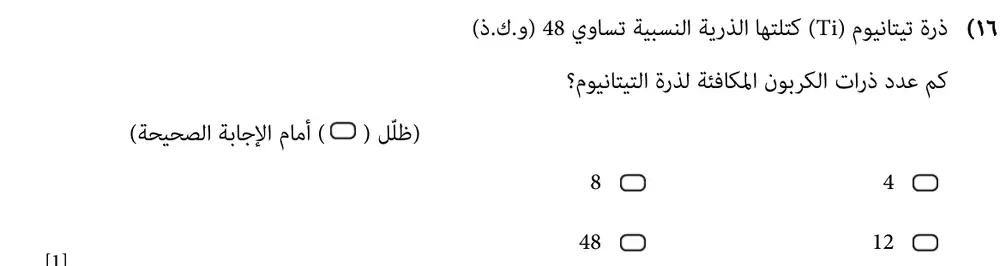 ١٦) ذرة تيتانيوم (Ti) كتلتها الذرية النسبية تساوي 48 (و.ك.ذ)
كم عدد ذرات الكربون المكافئة لذرة التيتانيوم؟
(ظلّل ( ) أمام الإجابة الصحيحة)
4 8
12 48
[1]